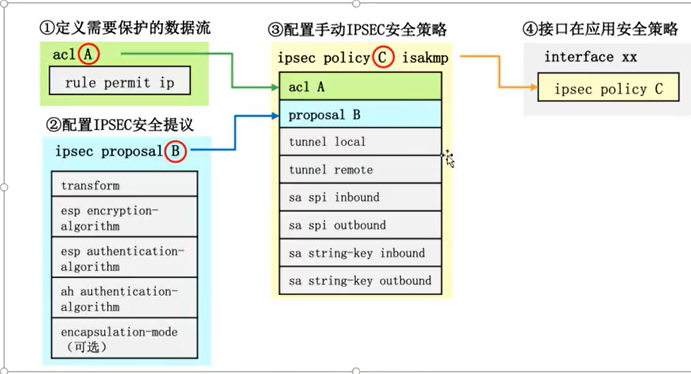 ①定义需要保护的数据流
acl A
rule permit ip
②配置IPSEC安全提议
ipsec proposal B
transform
esp encryption-
algorithm
esp authentication-
algorithm
ah authentication-
algorithm
encapsulation-mode
(可选)
③配置手动IPSEC安全策略
ipsec policy C isakmp
acl A
proposal B
tunnel local
tunnel remote
sa spi inbound
sa spi outbound
sa string-key inbound
sa string-key outbound
④接口在应用安全策略
interface xx
ipsec policy C